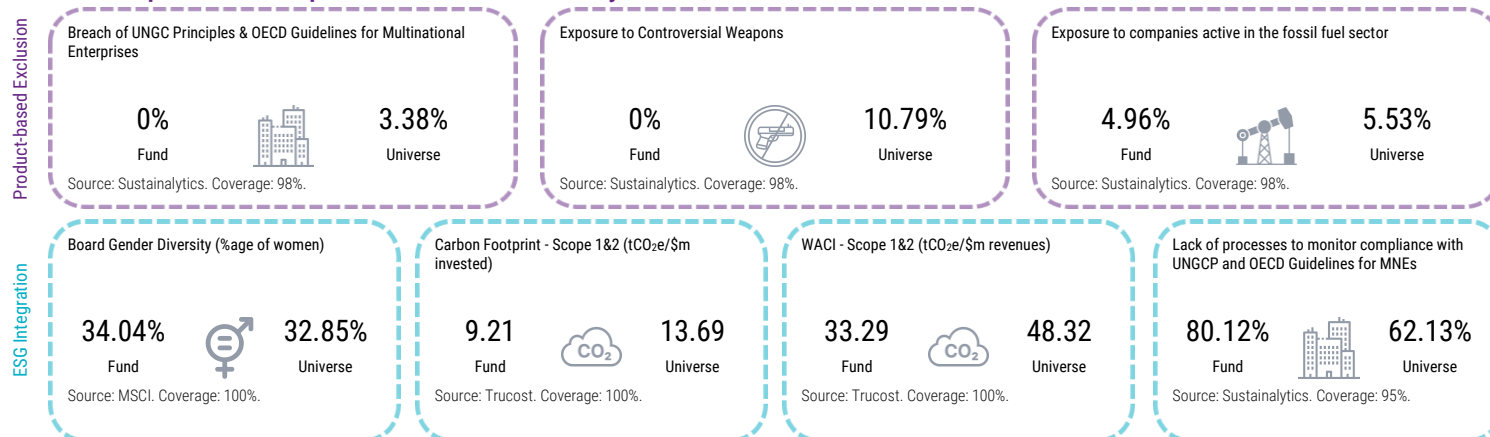 Product-based Exclusion
Breach of UNGC Principles & OECD Guidelines for Multinational
Enterprises
0%
Fund
3.38%
Universe
Source: Sustainalytics. Coverage: 98%.
Exposure to Controversial Weapons
0%
Fund
10.79%
Universe
Source: Sustainalytics. Coverage: 98%.
Exposure to companies active in the fossil fuel sector
4.96%
Fund
5.53%
Universe
Source: Sustainalytics. Coverage: 98%.
ESG Integration
Board Gender Diversity (%age of women)
34.04%
Fund
32.85%
Universe
Source: MSCI. Coverage: 100%.
Carbon Footprint - Scope 1&2 (tCO₂e/$m
invested)
9.21
Fund
CO₂
13.69
Universe
Source: Trucost. Coverage: 100%.
WACI - Scope 1&2 (tCO₂e/$m revenues)
33.29
Fund
CO₂
48.32
Universe
Source: Trucost. Coverage: 100%.
Lack of processes to monitor compliance with
UNGCP and OECD Guidelines for MNEs
80.12%
Fund
62.13%
Universe
Source: Sustainalytics. Coverage: 95%.